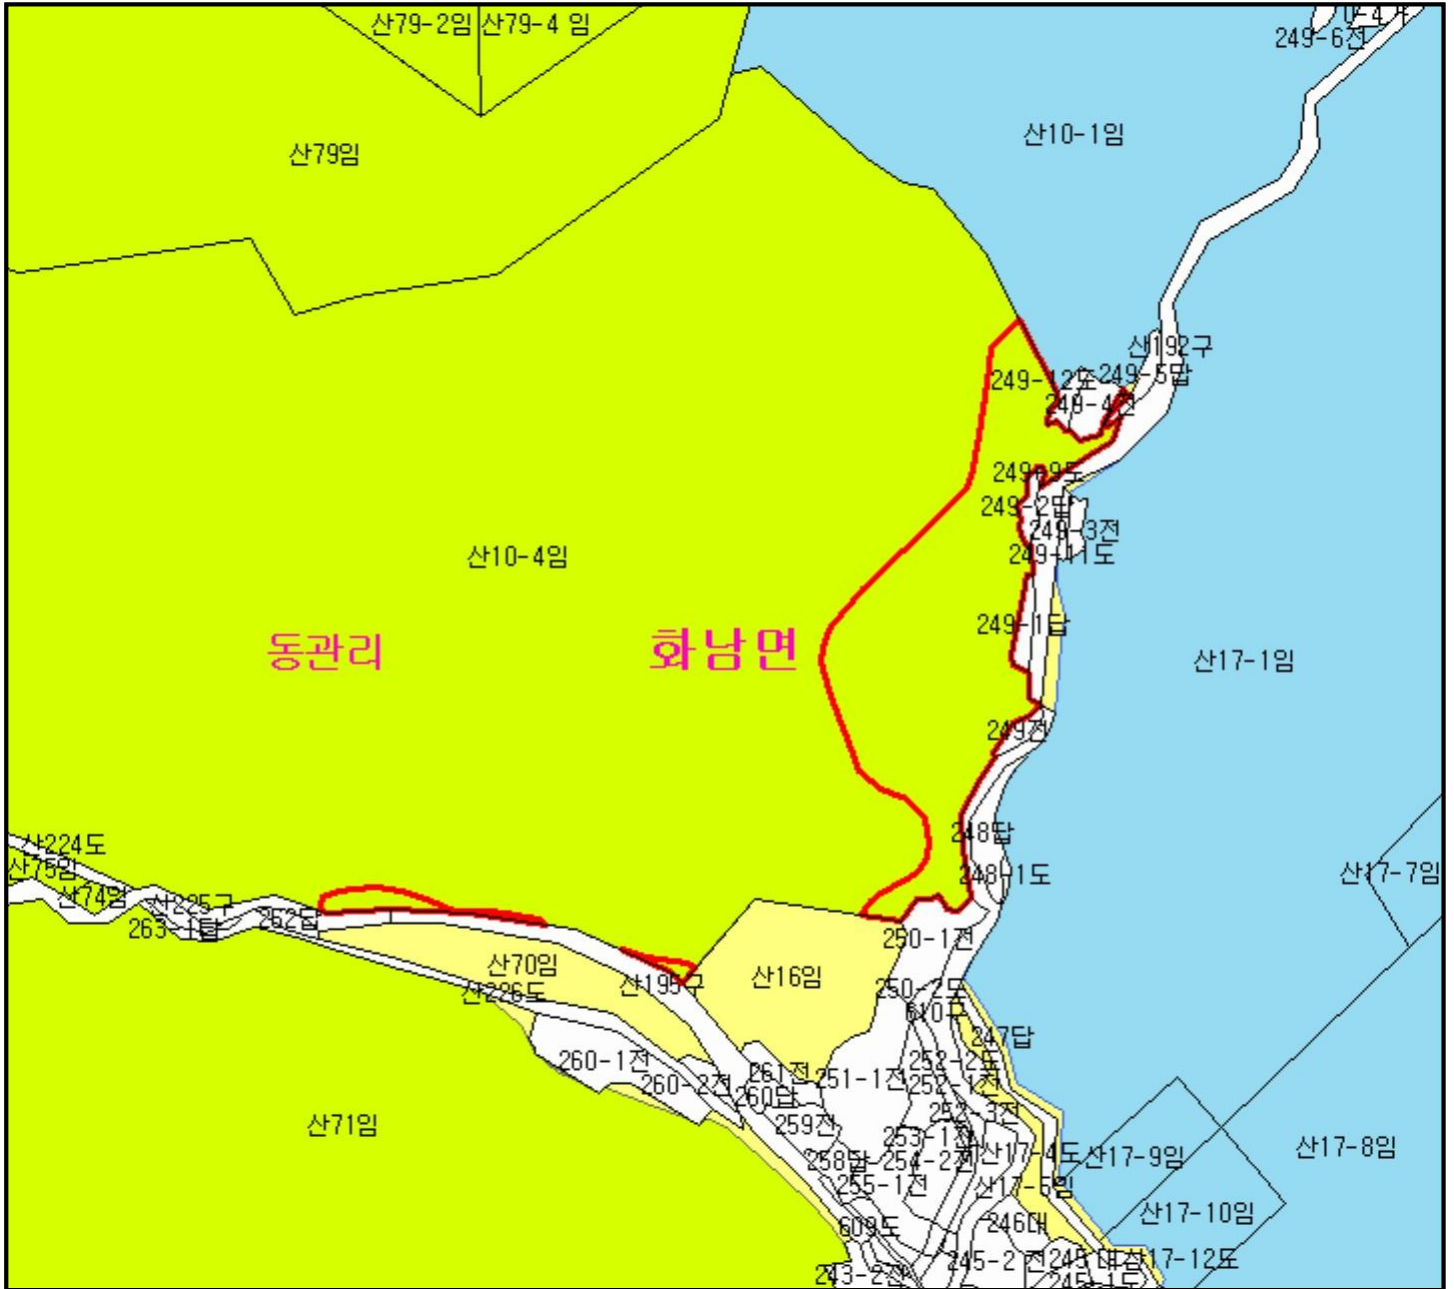 산79-2임
산79-4 임
249-6전
산10-1임
산79임
산192구
249-5답
249-12도
249-4전
249-9도
249-2답
249-3전
249-11도
산10-4임
249-1답
동관리
화남면
산17-1임
249전
248답
산224도
산75임
248-1도
산17-7임
산74임
산225구
252답
263-1답
250-1전
산70임
산16임
산195구
산226도
250-2도
610구
247답
260-1전
252-2도
261전
251-1전
252-1전
260-2전
260답
252-3전
259전
산71임
253-1전
산17-4도
산17-9임
산17-8임
258답
254-2전
255-1전
산17-5임
산17-10임
246대
609도
245-2 전
245 대
산17-12도
243-2전
245-1도